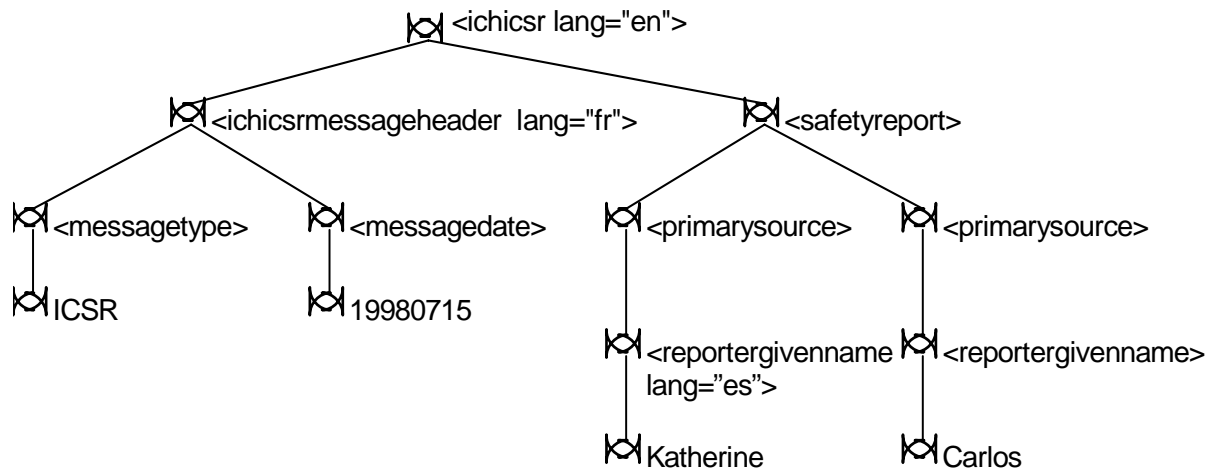 <ichicsr lang="en">
<ichicsrmessageheader lang="fr">
<safetyreport>
<messagetype>
<messagedate>
<primarysource>
<primarysource>
ICSR
19980715
<reportergivenname
lang=”es”>
<reportergivenname>
Katherine
Carlos